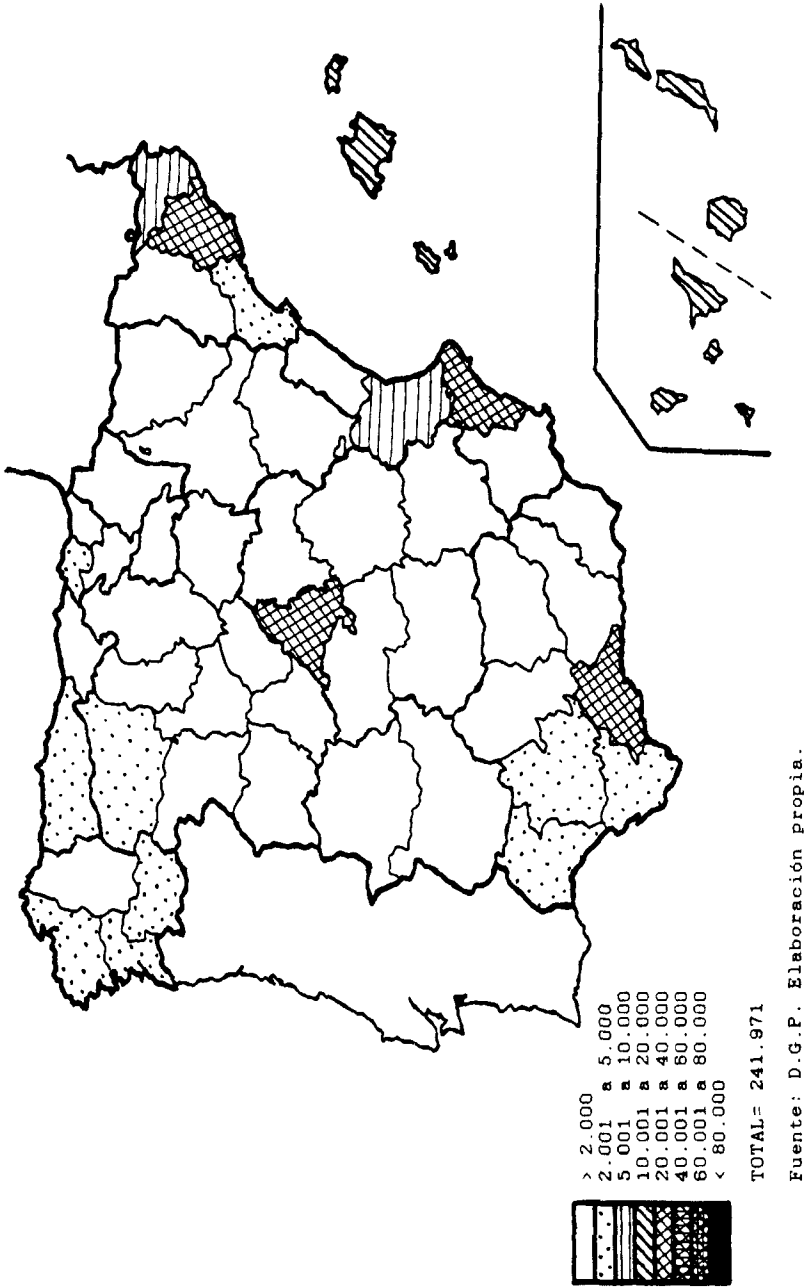 > 2.000
2.001 a 5.000
5 001 a 10.000
10.001 a 20.000
20.001 a 40.000
40.001 a 60.000
60.001 a 80.000
< 80.000
TOTAL= 241.971
Fuente: D.G.P. Elaboración propia.